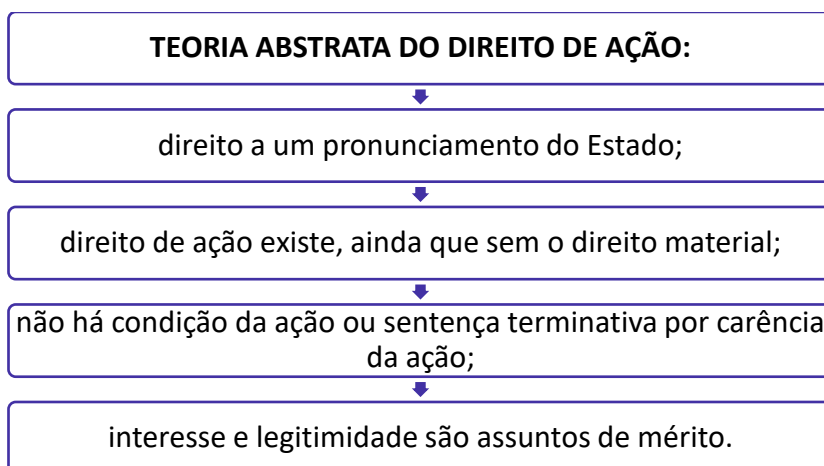 TEORIA ABSTRATA DO DIREITO DE AÇÃO:
direito a um pronunciamento do Estado;
direito de ação existe, ainda que sem o direito material;
não há condição da ação ou sentença terminativa por carência
da ação;
interesse e legitimidade são assuntos de mérito.